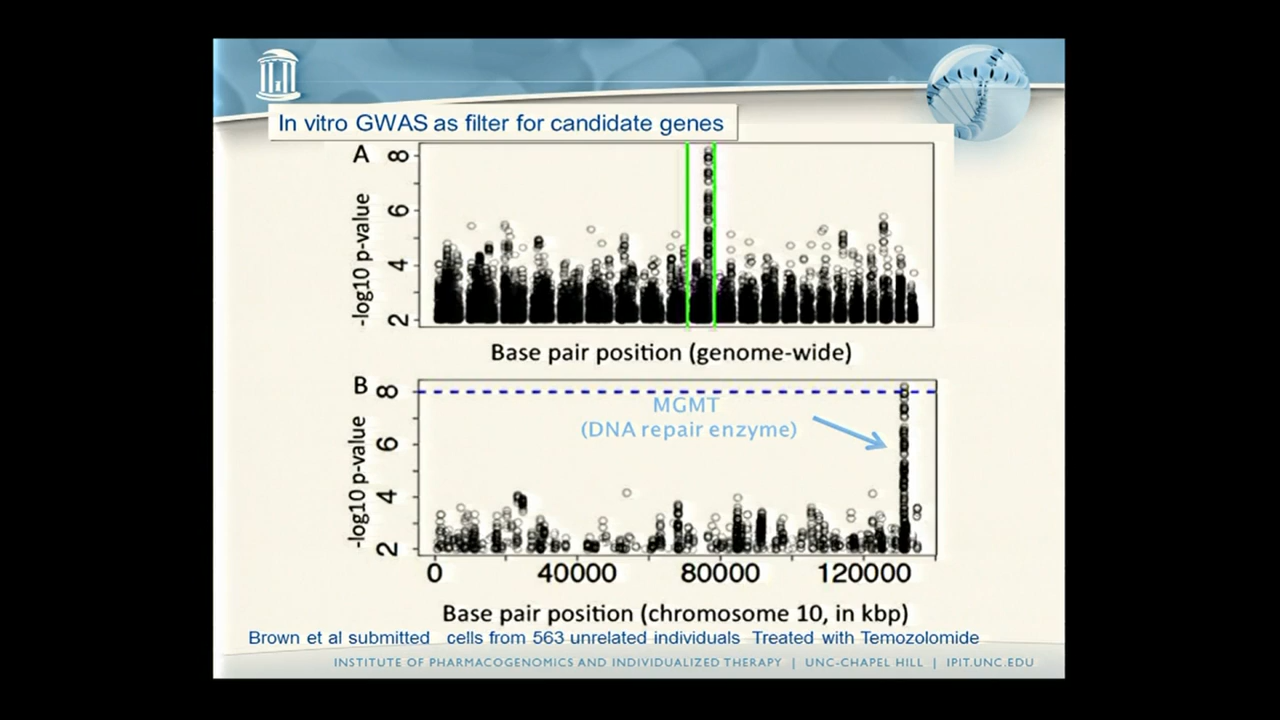 In vitro GWAS as filter for candidate genes
A
8
6
4
2
-log10 p-value
Base pair position (genome-wide)
B
8
6
4
2
-log10 p-value
MGMT
(DNA repair enzyme)
0 40000 80000 120000
Base pair position (chromosome 10, in kbp)
Brown et al submitted cells from 563 unrelated individuals Treated with Temozolomide
INSTITUTE OF PHARMACOGENOMICS AND INDIVIDUALIZED THERAPY | UNC-CHAPEL HILL | IPIT.UNC.EDU